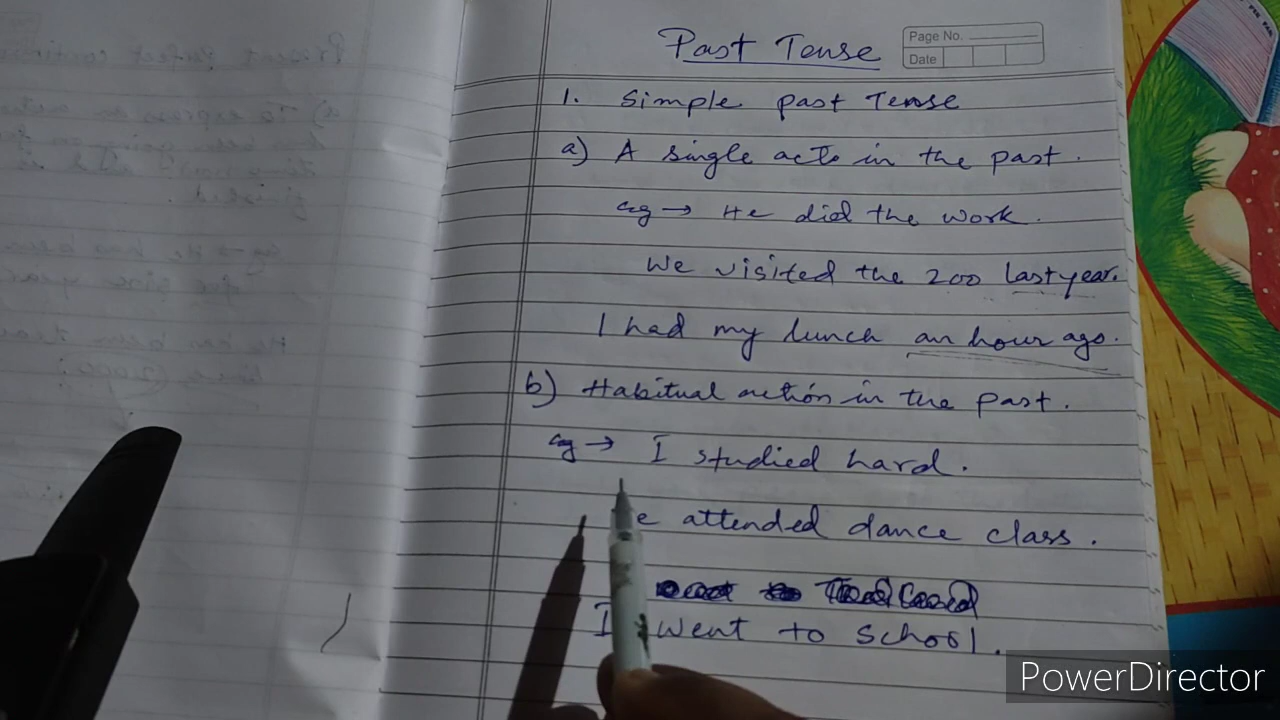 Past Tense
Page No.
Date
1. Simple past Tense
a) A single acts in the past.
eg → He did the work.
We visited the zoo last year.
I had my lunch an hour ago.
b) Habitual action in the past.
eg → I studied hard.
e attended dance class.
I went to school.
PowerDirector